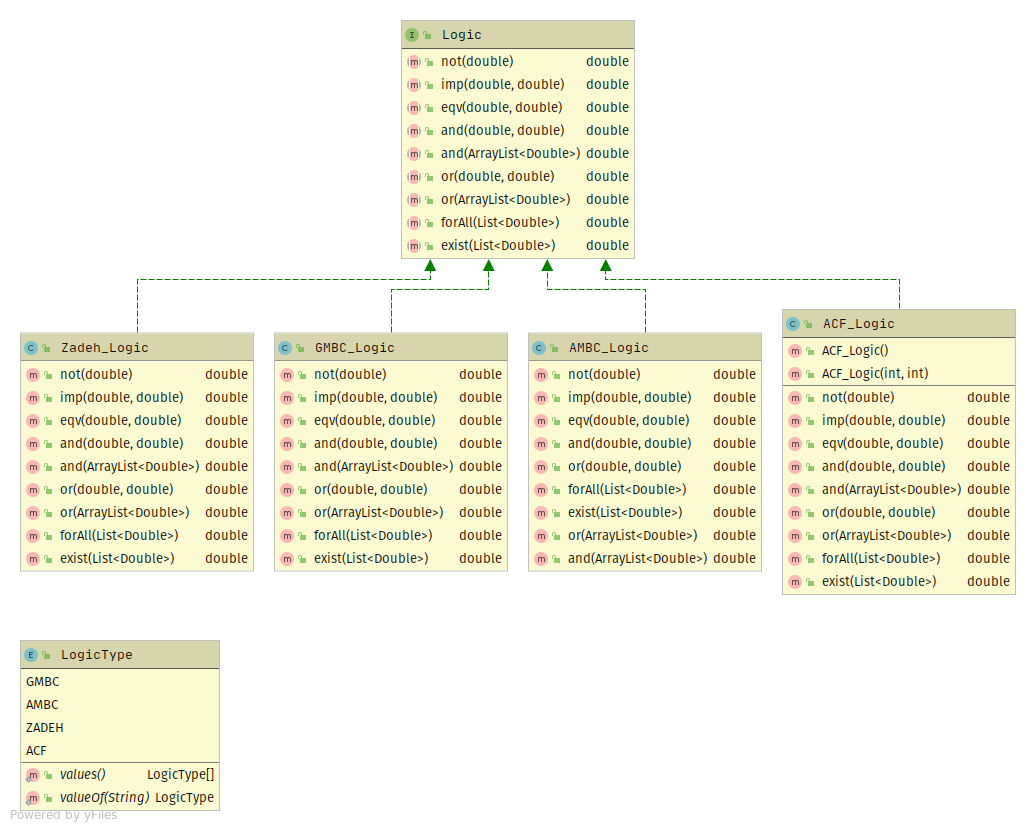 I Logic
m not(double) double
m imp(double, double) double
m eqv(double, double) double
m and(double, double) double
m and(ArrayList<Double>) double
m or(double, double) double
m or(ArrayList<Double>) double
m forAll(List<Double>) double
m exist(List<Double>) double
C Zadeh_Logic
m not(double) double
m imp(double, double) double
m eqv(double, double) double
m and(double, double) double
m and(ArrayList<Double>) double
m or(double, double) double
m or(ArrayList<Double>) double
m forAll(List<Double>) double
m exist(List<Double>) double
C GMBC_Logic
m not(double) double
m imp(double, double) double
m eqv(double, double) double
m and(double, double) double
m and(ArrayList<Double>) double
m or(double, double) double
m or(ArrayList<Double>) double
m forAll(List<Double>) double
m exist(List<Double>) double
C AMBC_Logic
m not(double) double
m imp(double, double) double
m eqv(double, double) double
m and(double, double) double
m or(double, double) double
m forAll(List<Double>) double
m exist(List<Double>) double
m or(ArrayList<Double>) double
m and(ArrayList<Double>) double
C ACF_Logic
m ACF_Logic()
m ACF_Logic(int, int)
m not(double) double
m imp(double, double) double
m eqv(double, double) double
m and(double, double) double
m and(ArrayList<Double>) double
m or(double, double) double
m or(ArrayList<Double>) double
m forAll(List<Double>) double
m exist(List<Double>) double
E LogicType
GMBC
AMBC
ZADEH
ACF
m values() LogicType[]
m valueOf(String) LogicType
Powered by yFiles